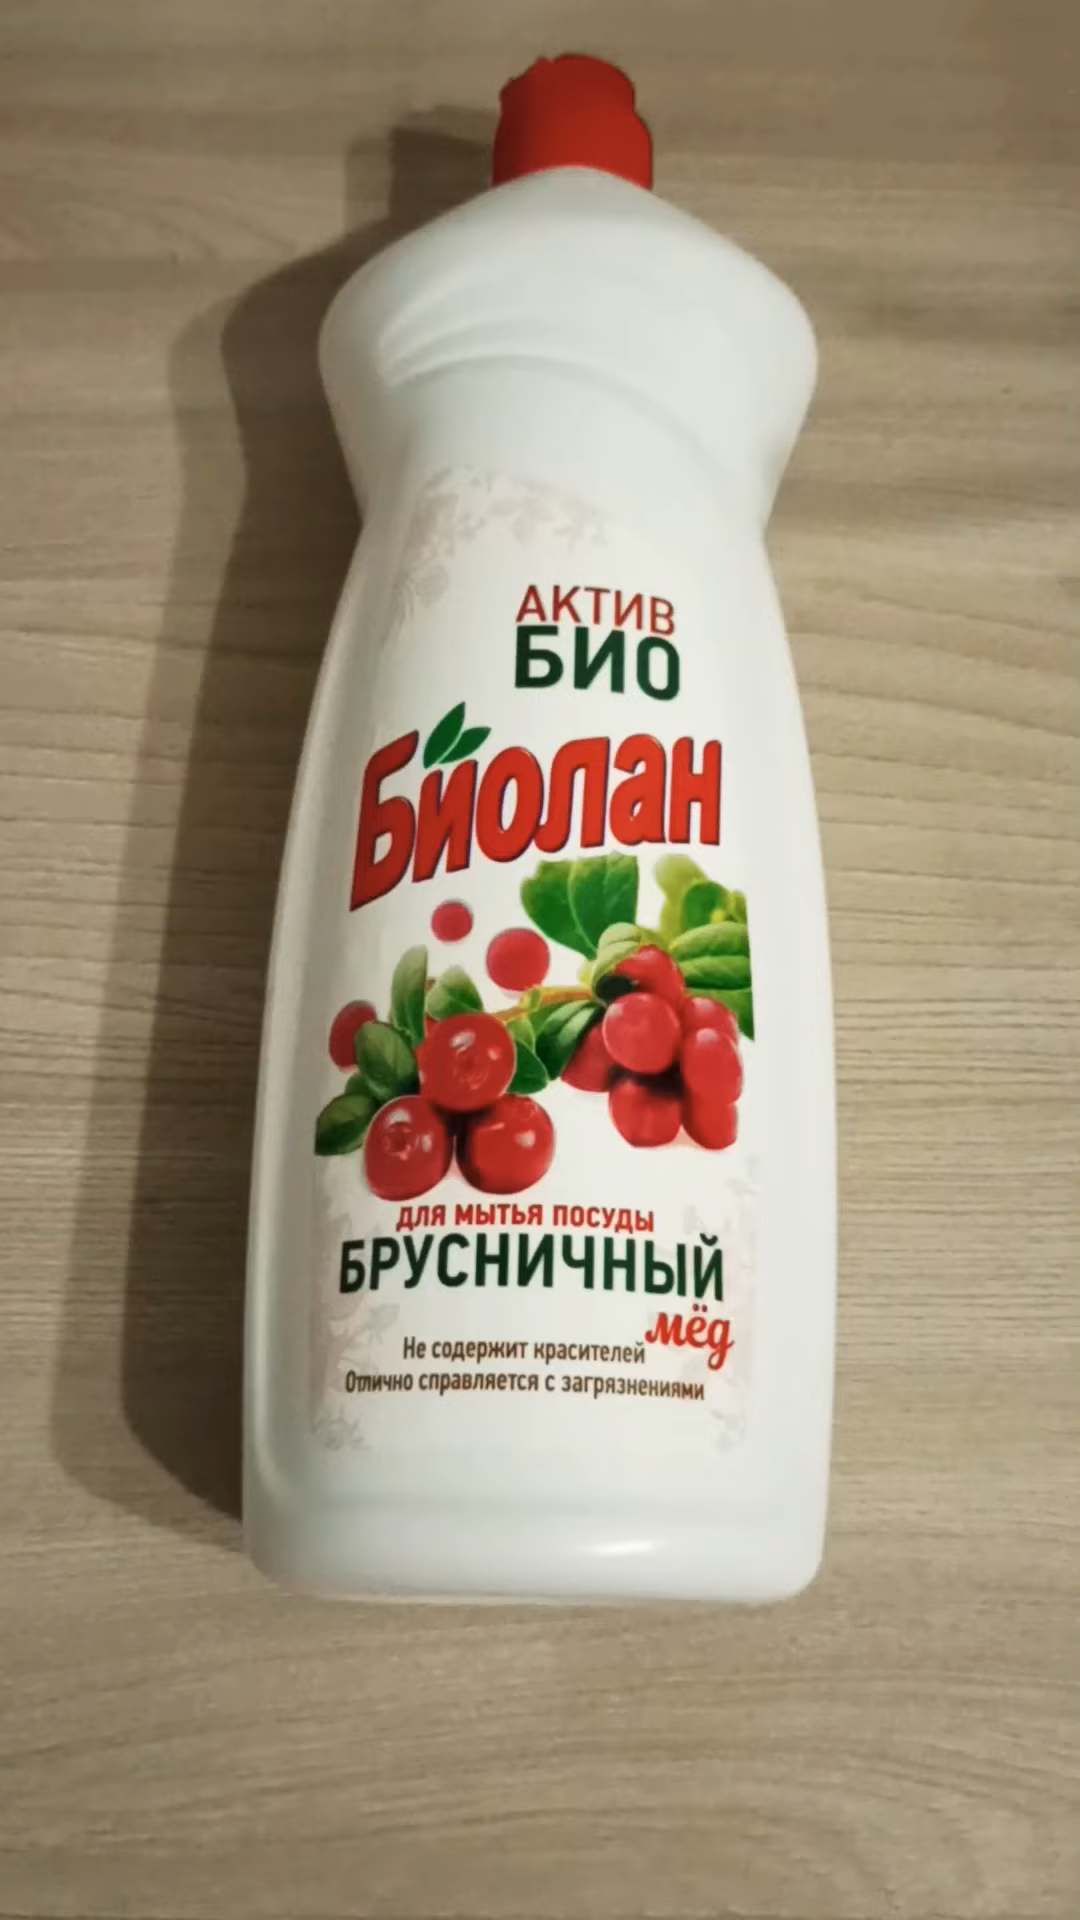 АКТИВ
БИО
Биолан
ДЛЯ МЫТЬЯ ПОСУДЫ
БРУСНИЧНЫЙ
мёд
Не содержит красителей
Отлично справляется с загрязнениями